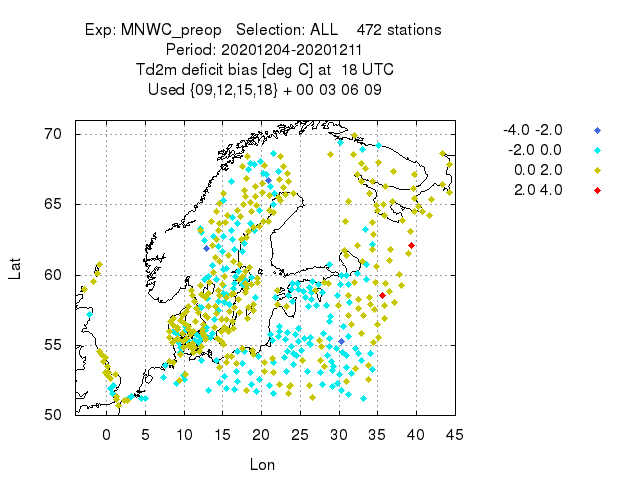 Exp: MNWC_preop   Selection: ALL    472 stations
Period: 20201204-20201211
Td2m deficit bias [deg C] at  18 UTC
Used {09,12,15,18} + 00 03 06 09
-4.0 -2.0
-2.0 0.0
0.0 2.0
2.0 4.0
70
65
60
55
50
Lat
0 5 10 15 20 25 30 35 40 45
Lon